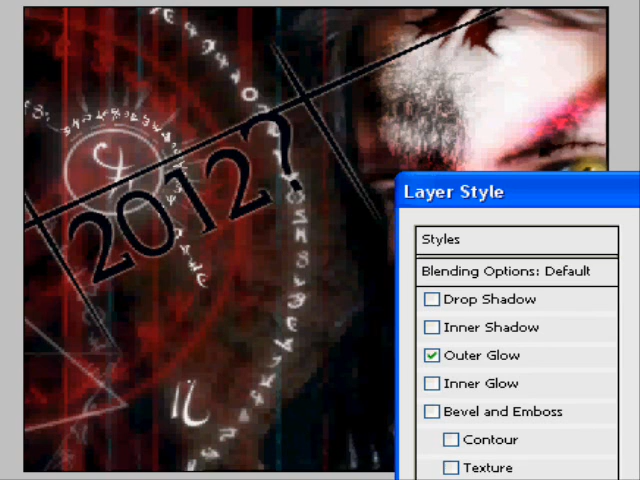 2012?
Layer Style
Styles
Blending Options: Default
Drop Shadow
Inner Shadow
Outer Glow
Inner Glow
Bevel and Emboss
Contour
Texture